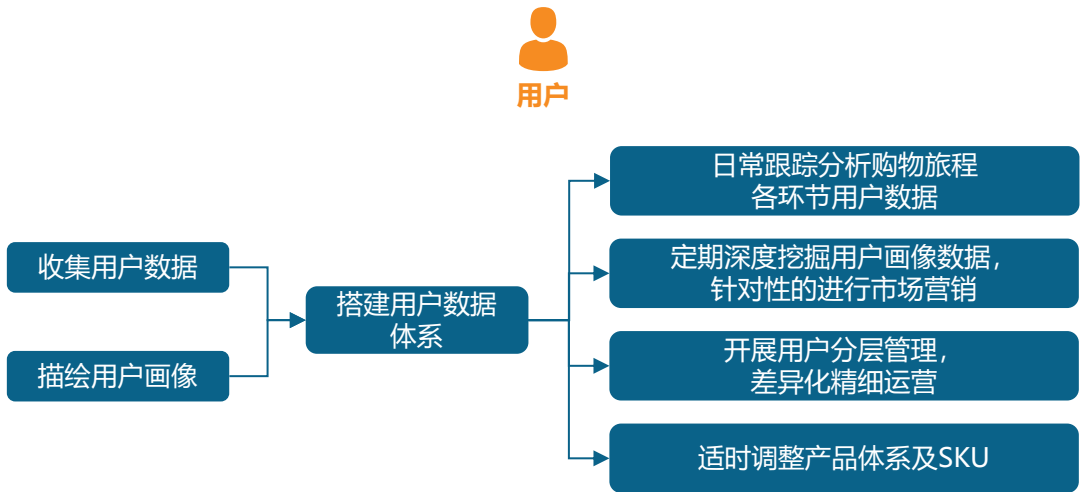 用户
收集用户数据
描绘用户画像
搭建用户数据
体系
日常跟踪分析购物旅程
各环节用户数据
定期深度挖掘用户画像数据，
针对性的进行市场营销
开展用户分层管理，
差异化精细运营
适时调整产品体系及SKU